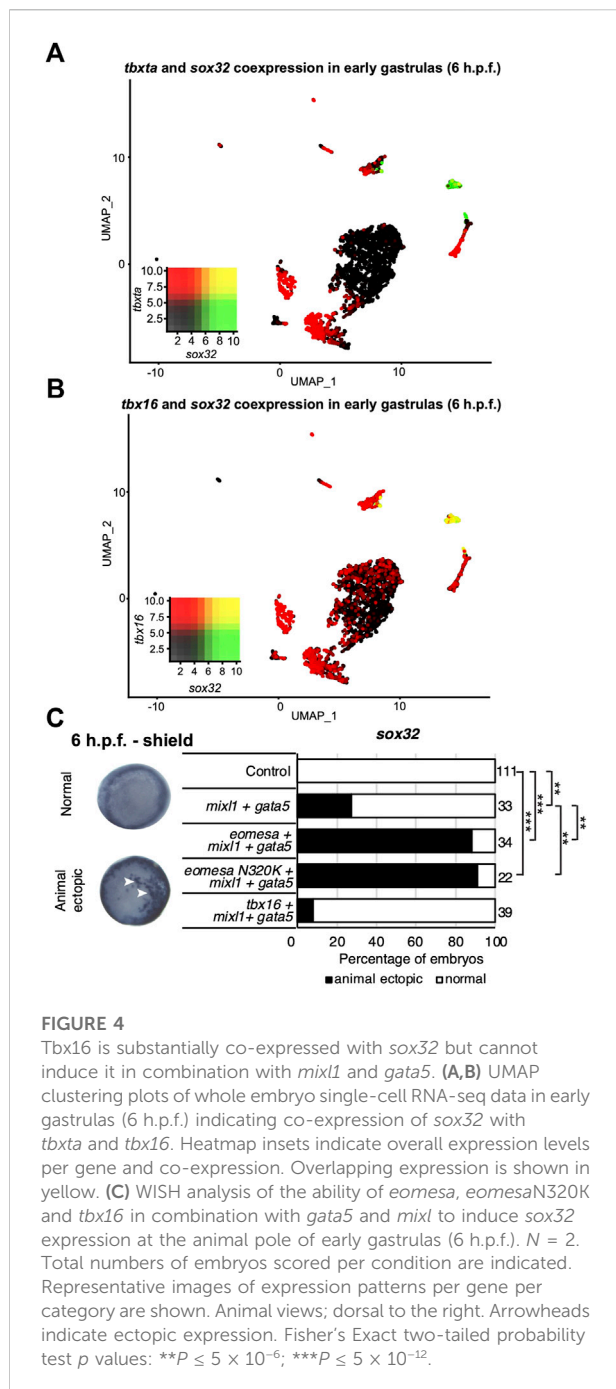 A
tbxta and sox32 coexpression in early gastrulas (6 h.p.f.)
10
0
UMAP_2
10.0
7.5
5.0
2.5
tbxta
2 4 6 8 10
sox32
-10 0 10
UMAP_1
B
tbx16 and sox32 coexpression in early gastrulas (6 h.p.f.)
10
0
UMAP_2
10.0
7.5
5.0
2.5
tbx16
2 4 6 8 10
sox32
-10 0 10
UMAP_1
C
6 h.p.f. - shield
sox32
Normal
Animal ectopic
Control 111
mixl1 + gata5 33
eomesa + mixl1 + gata5 34
eomesa N320K + mixl1 + gata5 22
tbx16 + mixl1+ gata5 39
** *** *** ** **
0 20 40 60 80 100
Percentage of embryos
animal ectopic normal
FIGURE 4
Tbx16 is substantially co-expressed with sox32 but cannot
induce it in combination with mixl1 and gata5. (A,B) UMAP
clustering plots of whole embryo single-cell RNA-seq data in early
gastrulas (6 h.p.f.) indicating co-expression of sox32 with
tbxta and tbx16. Heatmap insets indicate overall expression levels
per gene and co-expression. Overlapping expression is shown in
yellow. (C) WISH analysis of the ability of eomesa, eomesaN320K
and tbx16 in combination with gata5 and mixl to induce sox32
expression at the animal pole of early gastrulas (6 h.p.f.). N = 2.
Total numbers of embryos scored per condition are indicated.
Representative images of expression patterns per gene per
category are shown. Animal views; dorsal to the right. Arrowheads
indicate ectopic expression. Fisher's Exact two-tailed probability
test p values: **P ≤ 5 × 10⁻⁶; ***P ≤ 5 × 10⁻¹².